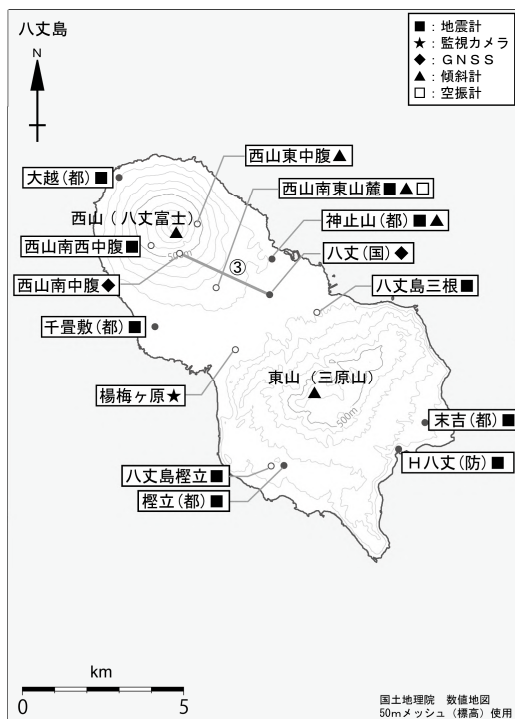 八丈島
N
■：地震計
★：監視カメラ
◆：ＧＮＳＳ
▲：傾斜計
□：空振計
西山東中腹▲
大越(都)■
西山南東山麓■▲□
西山（八丈富士）
神止山(都)■▲
西山南西中腹■
八丈(国)◆
③
500m
西山南中腹◆
八丈島三根■
千畳敷(都)■
東山（三原山）
楊梅ヶ原★
500m
末吉(都)■
Ｈ八丈(防)■
八丈島樫立■
樫立(都)■
km
0 5
国土地理院　数値地図
50mメッシュ（標高）使用